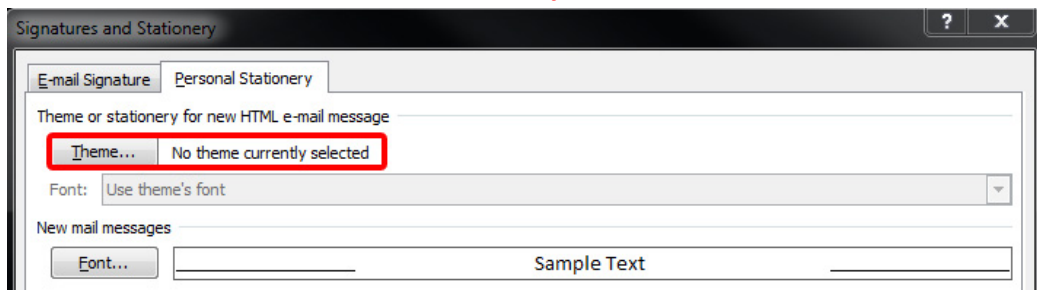 Signatures and Stationery ? x
E-mail Signature Personal Stationery
Theme or stationery for new HTML e-mail message
Theme... No theme currently selected
Font: Use theme's font
New mail messages
Font... Sample Text